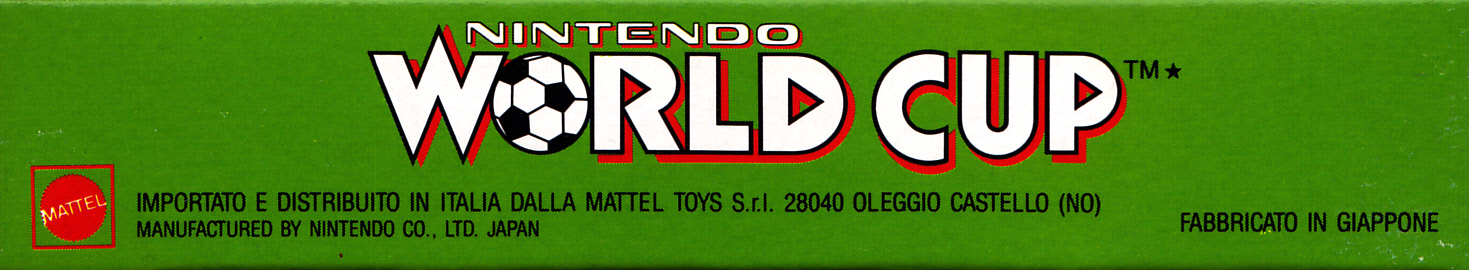 NINTENDO
WORLD CUP™★
MATTEL
IMPORTATO E DISTRIBUITO IN ITALIA DALLA MATTEL TOYS S.r.l. 28040 OLEGGIO CASTELLO (NO)
MANUFACTURED BY NINTENDO CO., LTD. JAPAN
FABBRICATO IN GIAPPONE